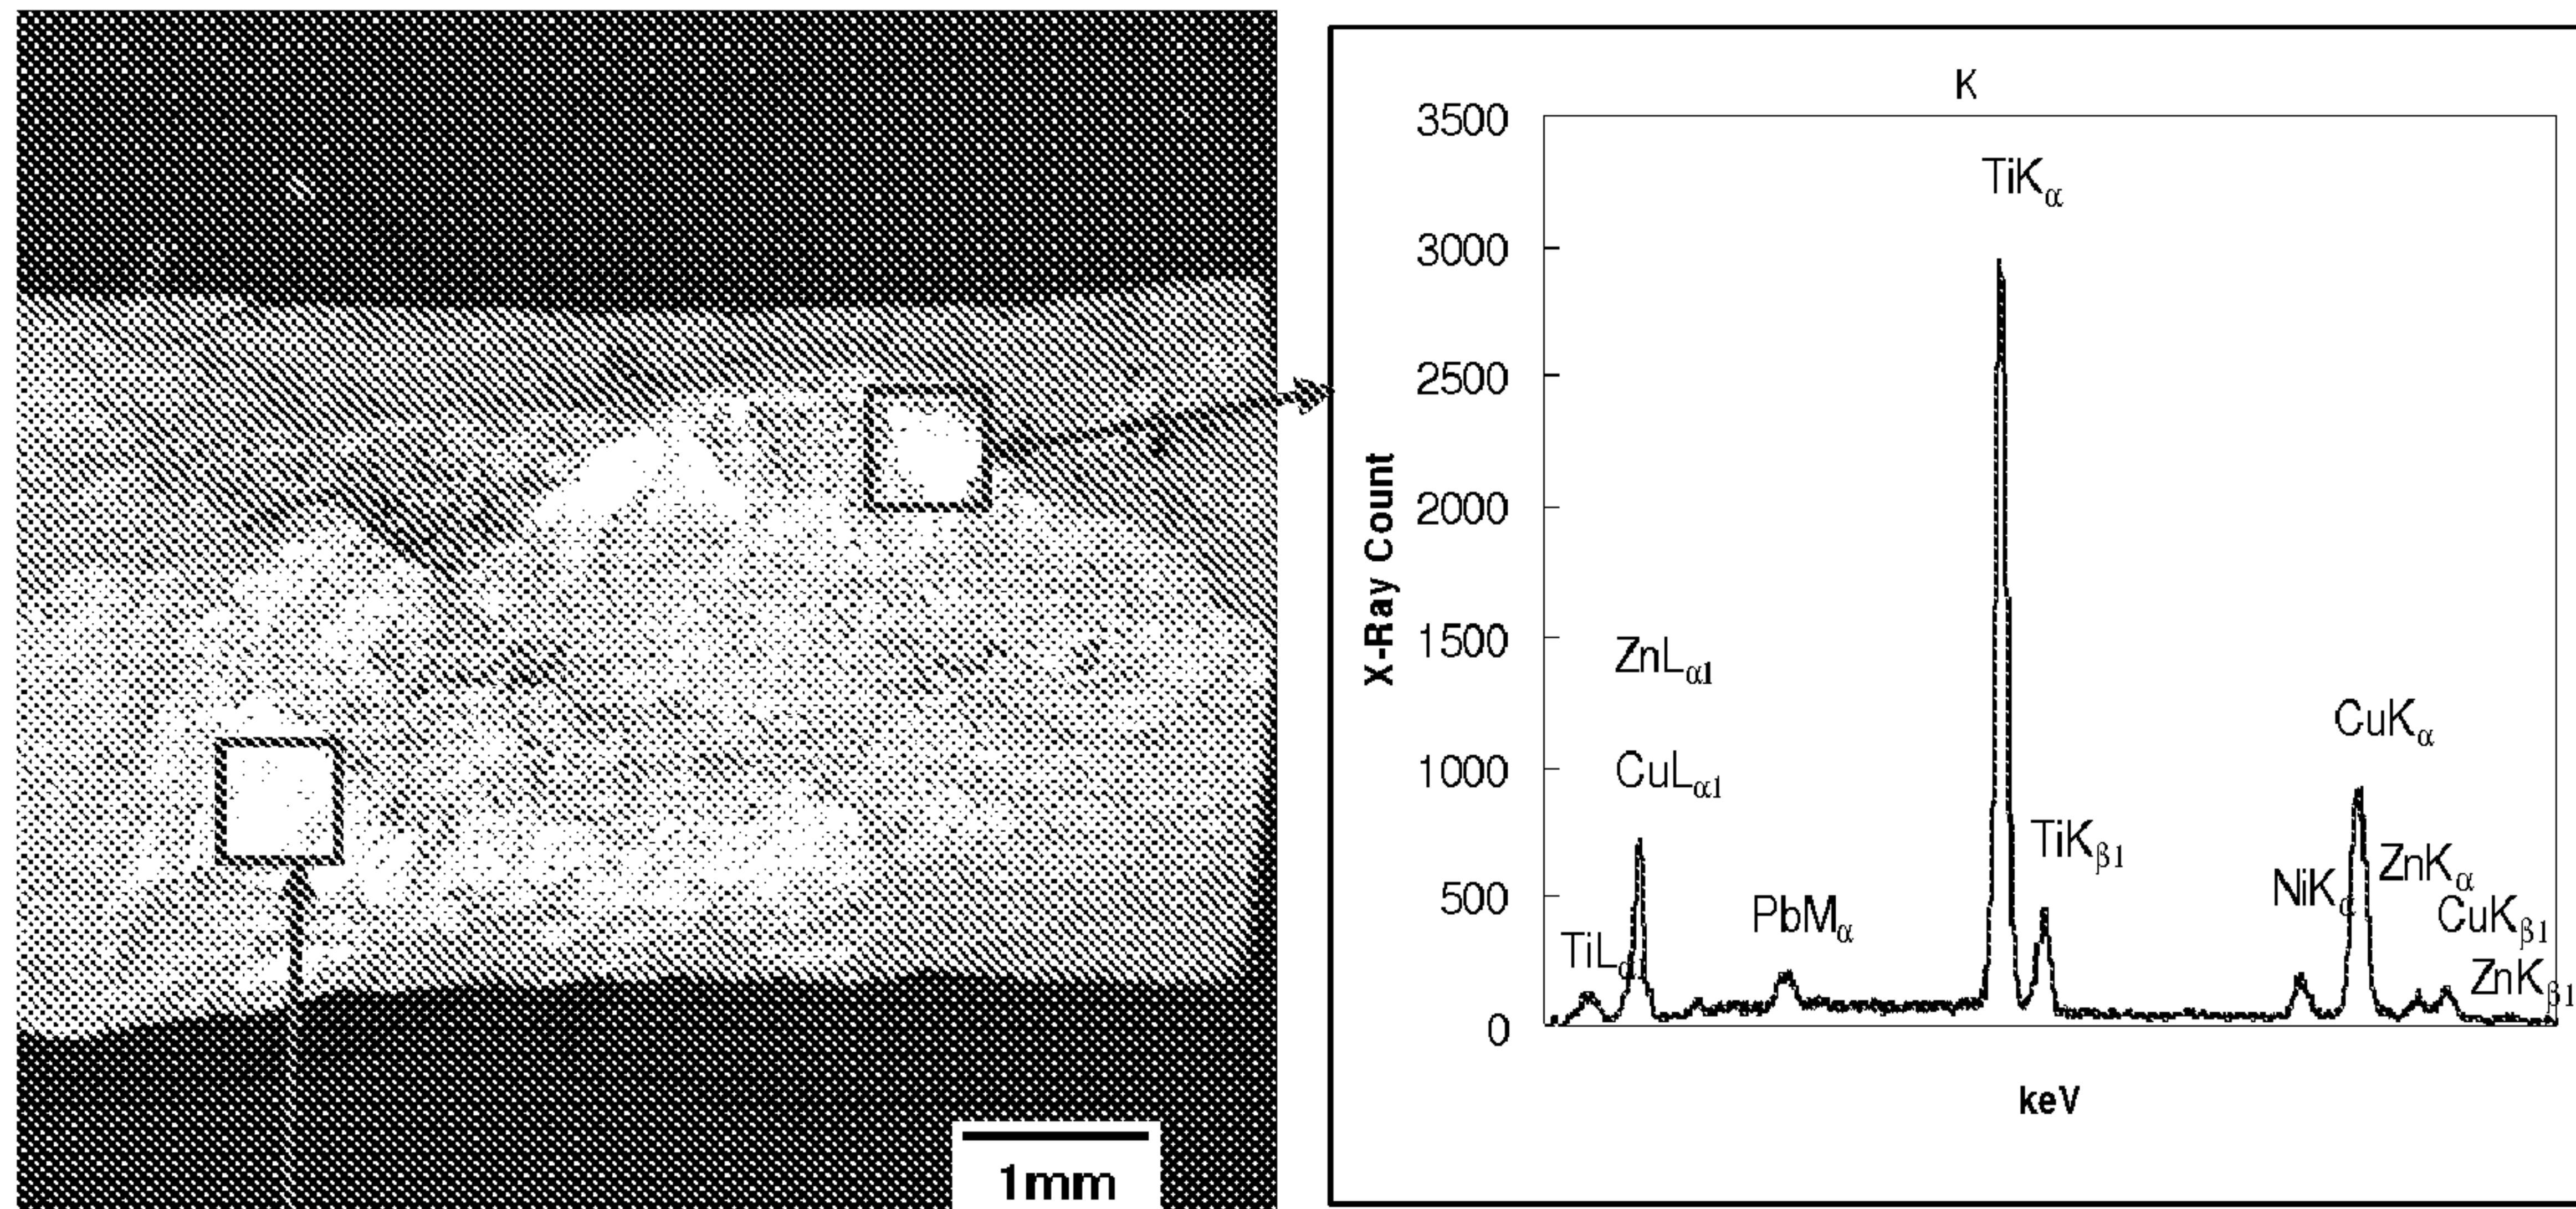 1mm
K
3500
3000
2500
2000
1500
1000
500
0
X-Ray Count
keV
TiKα
ZnLα1
CuLα1
TiLα1
PbMα
TiKβ1
NiKα
CuKα
ZnKα
CuKβ1
ZnKβ1